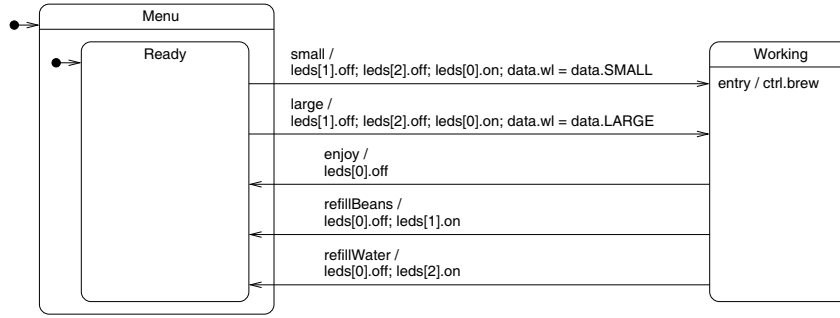 Menu
Ready
small /
leds[1].off; leds[2].off; leds[0].on; data.wl = data.SMALL
large /
leds[1].off; leds[2].off; leds[0].on; data.wl = data.LARGE
enjoy /
leds[0].off
refillBeans /
leds[0].off; leds[1].on
refillWater /
leds[0].off; leds[2].on
Working
entry / ctrl.brew